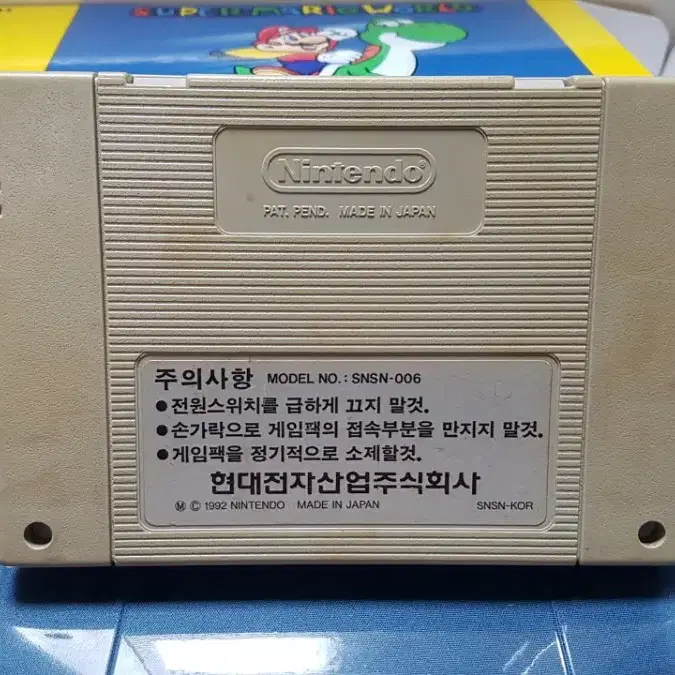 SUPER MARIO WORLD
Nintendo®
PAT. PEND. MADE IN JAPAN
주의사항 MODEL NO.: SNSN-006
●전원스위치를 급하게 끄지 말것.
●손가락으로 게임팩의 접속부분을 만지지 말것.
●게임팩을 정기적으로 소제할것.
현대전자산업주식회사
Ⓜ © 1992 NINTENDO MADE IN JAPAN SNSN-KOR